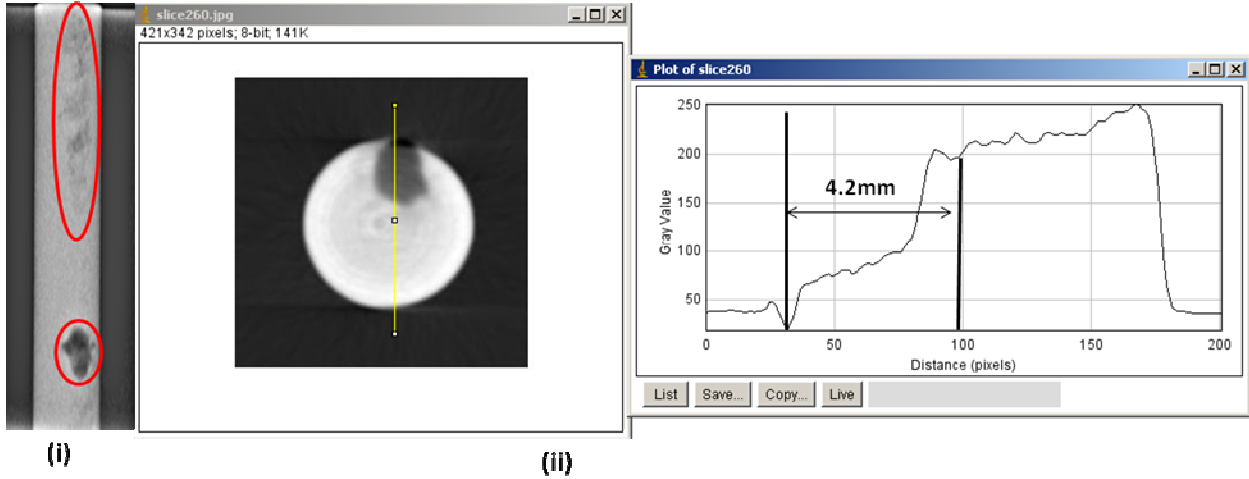 slice260.jpg
421x342 pixels; 8-bit; 141K
Plot of slice260
250
200
150
100
50
Gray Value
4.2mm
0
50
100
150
200
Distance (pixels)
List
Save...
Copy...
Live
(i)
(ii)